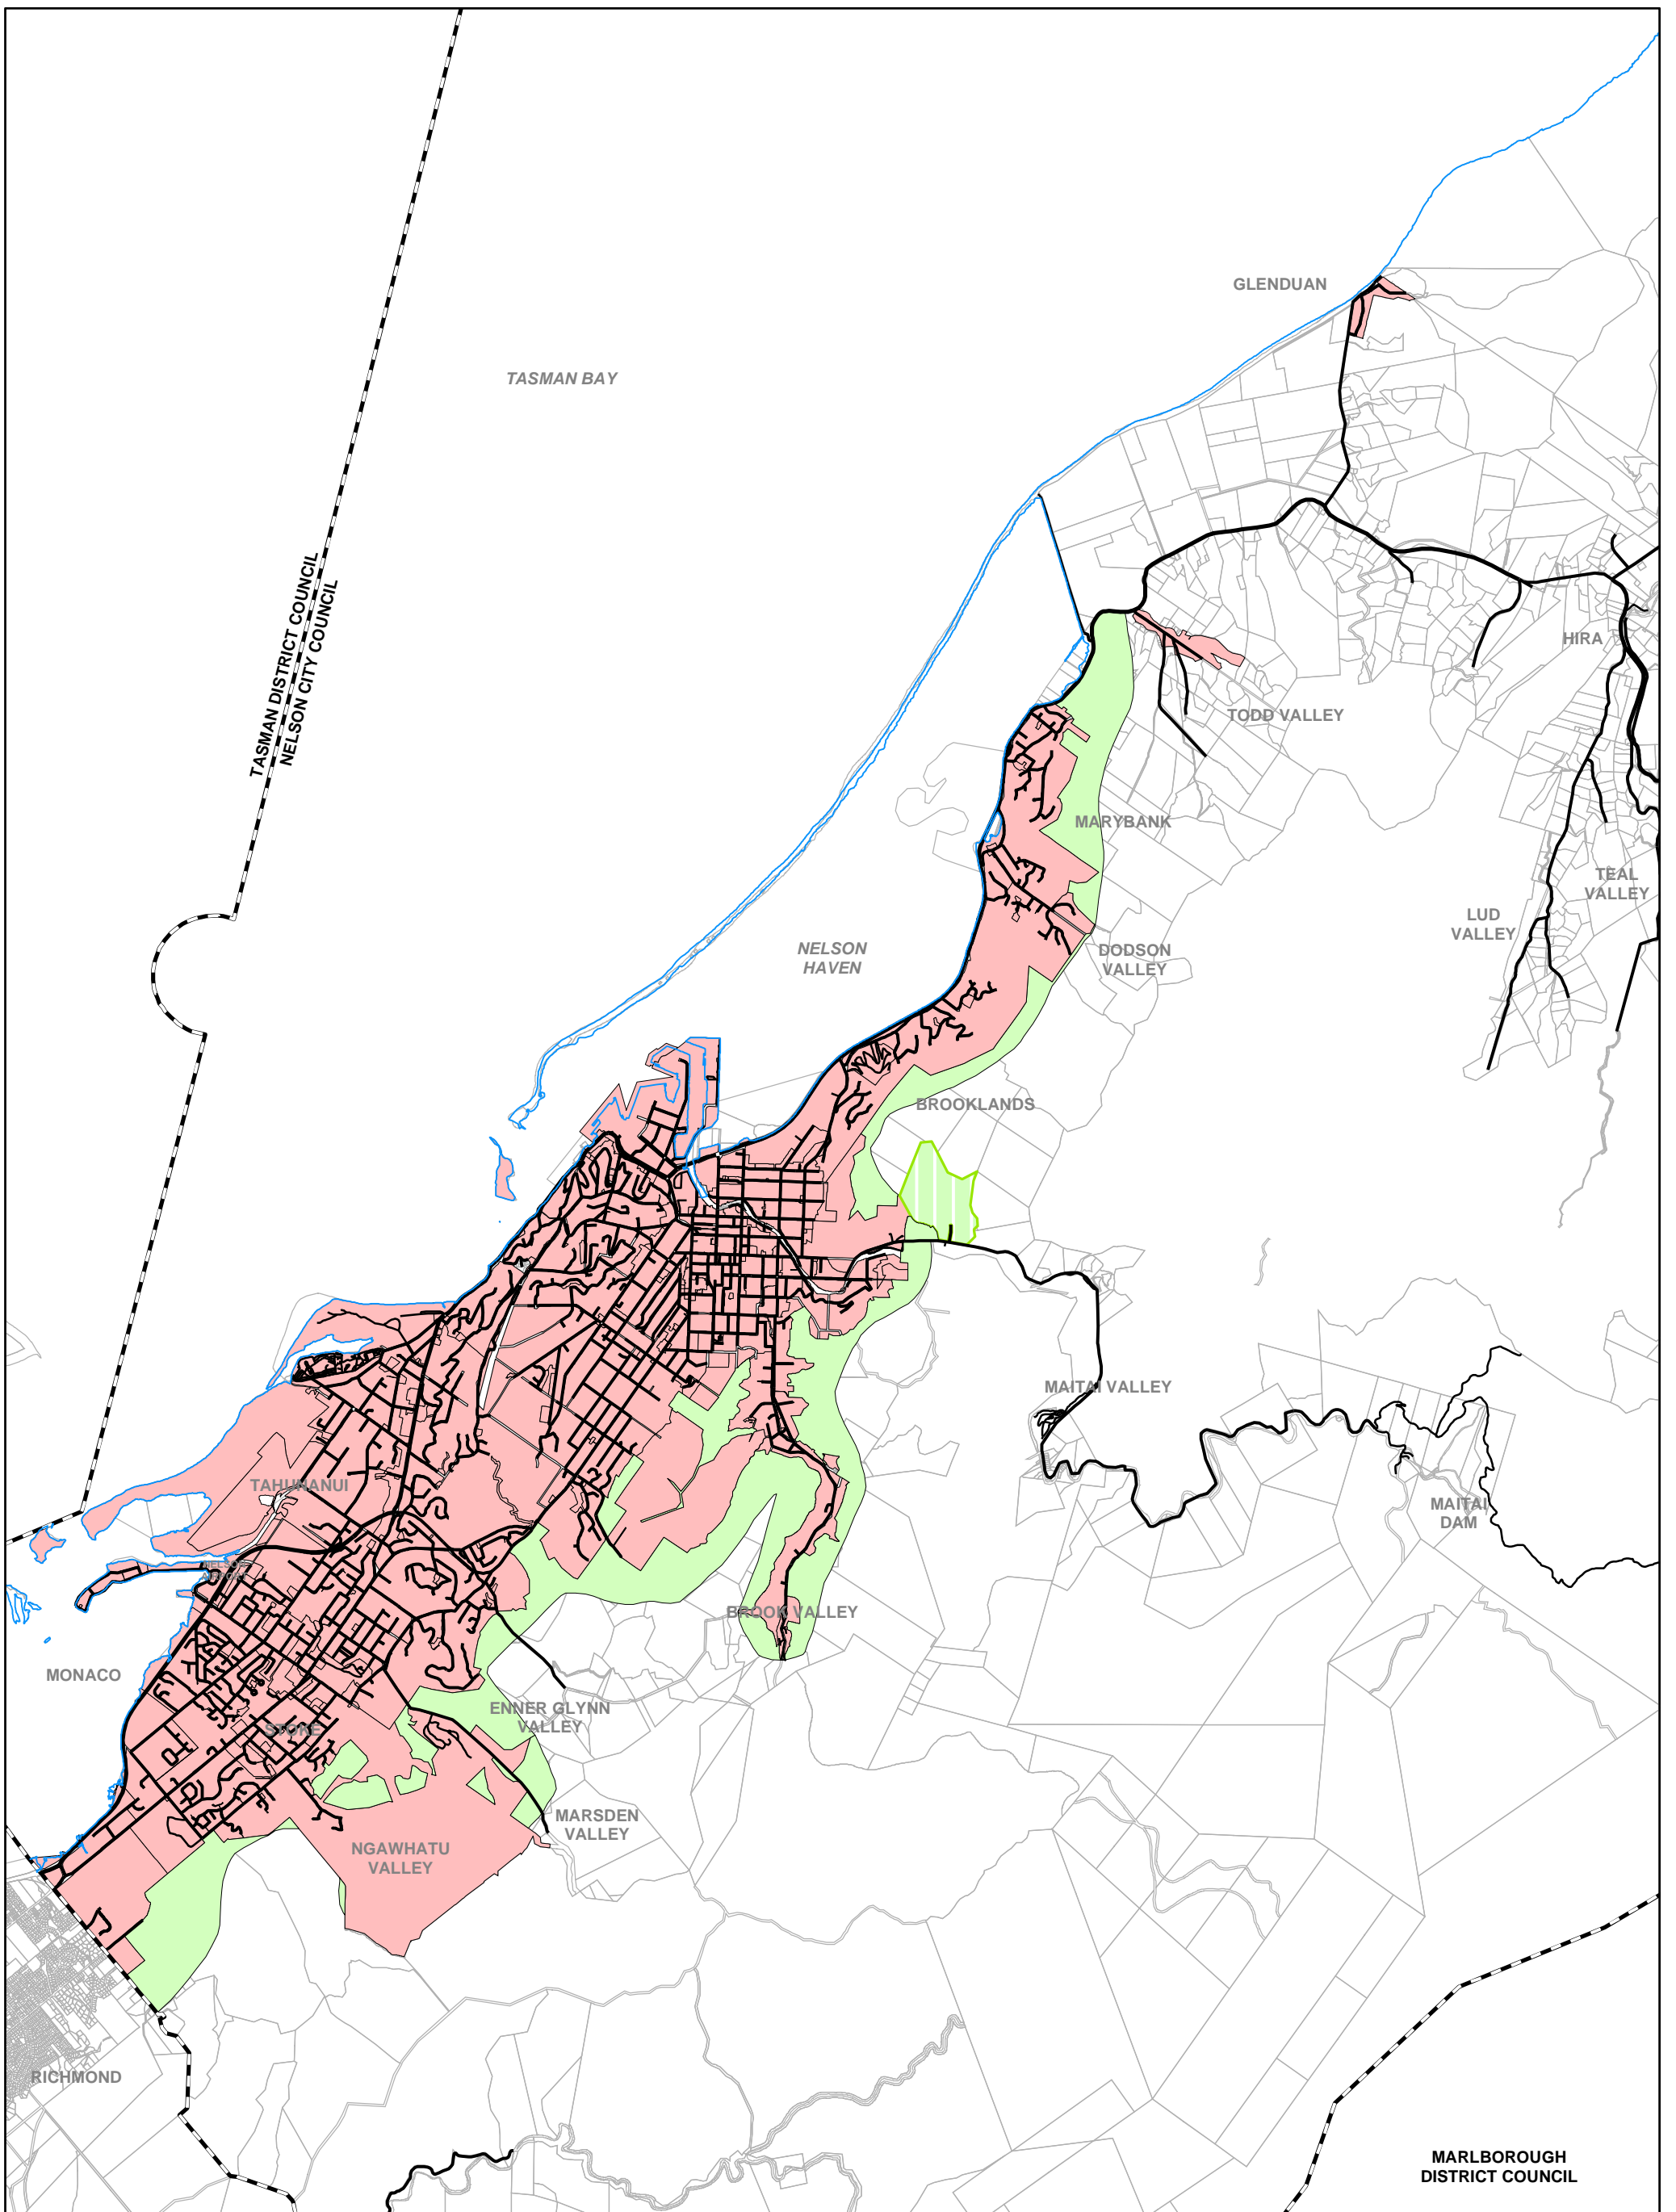 GLENDUAN
TASMAN BAY
TASMAN DISTRICT COUNCIL
NELSON CITY COUNCIL
HIRA
TODD VALLEY
MARYBANK
TEAL
VALLEY
LUD
VALLEY
NELSON
HAVEN
DODSON
VALLEY
BROOKLANDS
MAITAI VALLEY
TAHUNANUI
MAITAI
DAM
NELSON
AIRPORT
BROOK VALLEY
MONACO
ENNER GLYNN
VALLEY
STOKE
MARSDEN
VALLEY
NGAWHATU
VALLEY
RICHMOND
MARLBOROUGH
DISTRICT COUNCIL